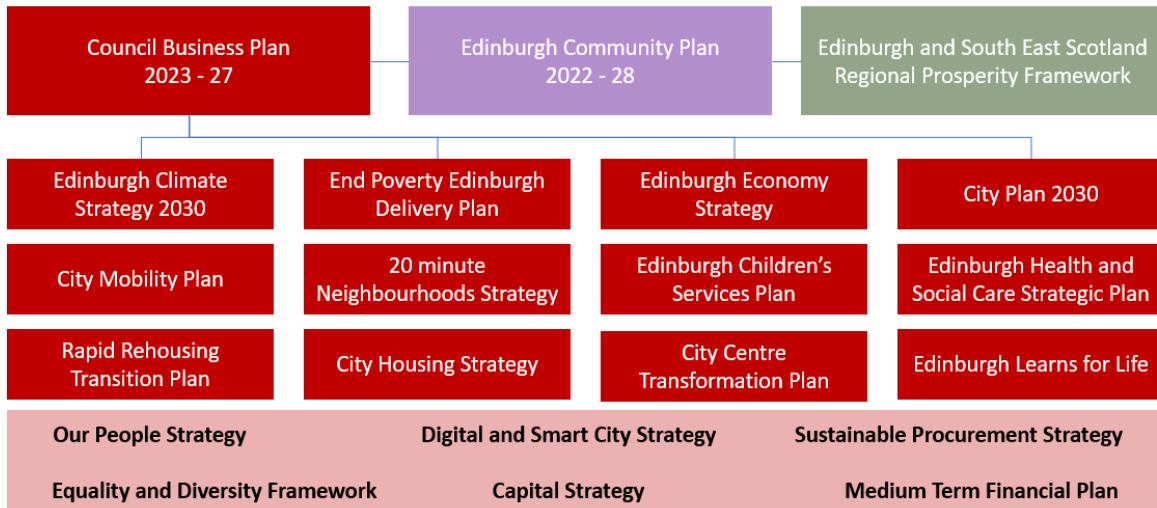 Council Business Plan
2023 - 27
Edinburgh Community Plan
2022 - 28
Edinburgh and South East Scotland
Regional Prosperity Framework
Edinburgh Climate
Strategy 2030
End Poverty Edinburgh
Delivery Plan
Edinburgh Economy
Strategy
City Plan 2030
City Mobility Plan
20 minute
Neighbourhoods Strategy
Edinburgh Children’s
Services Plan
Edinburgh Health and
Social Care Strategic Plan
Rapid Rehousing
Transition Plan
City Housing Strategy
City Centre
Transformation Plan
Edinburgh Learns for Life
Our People Strategy
Digital and Smart City Strategy
Sustainable Procurement Strategy
Equality and Diversity Framework
Capital Strategy
Medium Term Financial Plan